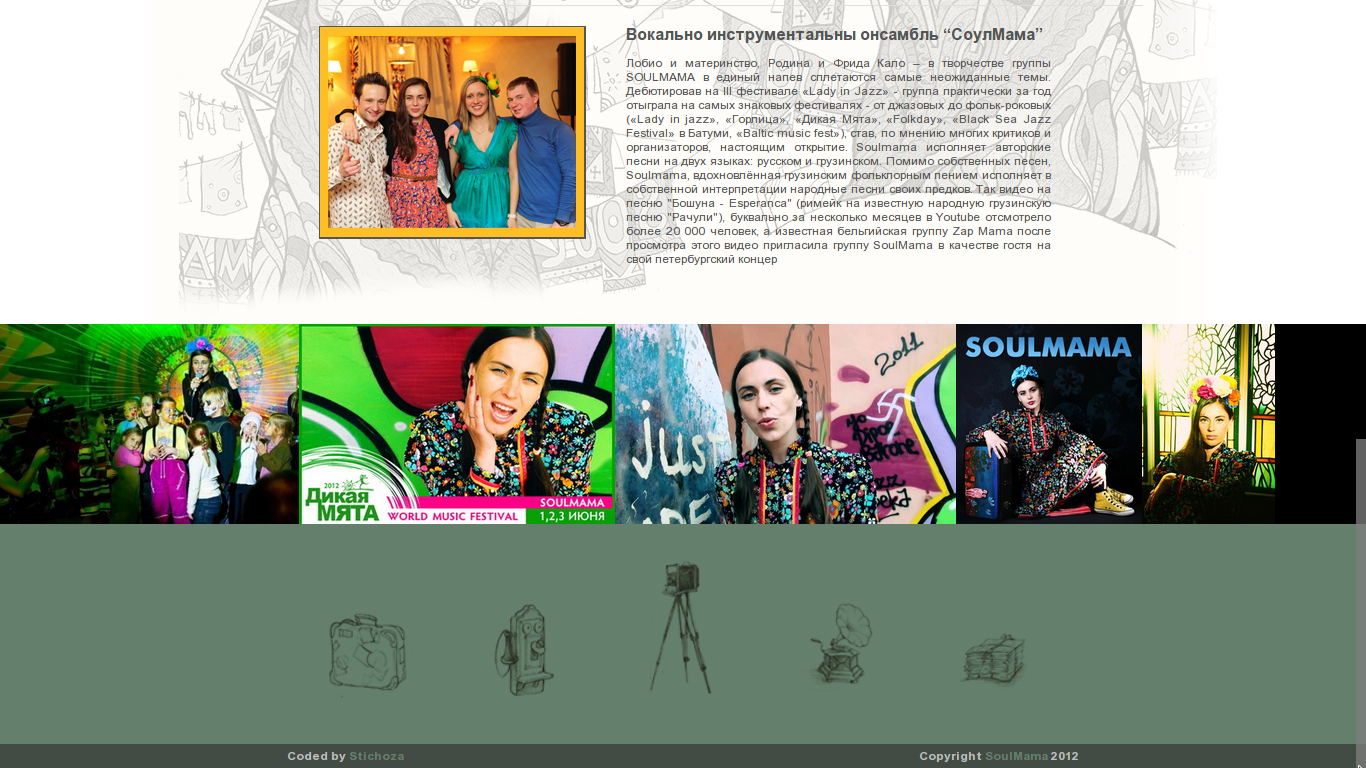 Вокально инструментальны онсамбль “СоулМама”
Лобио и материнство, Родина и Фрида Кало – в творчестве группы
SOULMAMA в единый напев сплетаются самые неожиданные темы.
Дебютировав на III фестивале «Lady in Jazz» - группа практически за год
отыграла на самых знаковых фестивалях - от джазовых до фольк-роковых
(«Lady in jazz», «Горлица», «Дикая Мята», «Folkday», «Black Sea Jazz
Festival» в Батуми, «Baltic music fest»), став, по мнению многих критиков и
организаторов, настоящим открытие. Soulmama исполняет авторские
песни на двух языках: русском и грузинском. Помимо собственных песен,
Soulmama, вдохновлённая грузинским фольклорным пением исполняет в
собственной интерпретации народные песни своих предков. Так видео на
песню "Бошуна - Esperanca" (римейк на известную народную грузинскую
песню "Рачули"), буквально за несколько месяцев в Youtube отсмотрело
более 20 000 человек, а известная бельгийская группу Zap Mama после
просмотра этого видео пригласила группу SoulMama в качестве гостя на
свой петербургский концер
2012
Дикая
МЯТА
SOULMAMA
WORLD MUSIC FESTIVAL
1,2,3 ИЮНЯ
Just
2011
SOULMAMA
Coded by Stichoza
Copyright SoulMama 2012